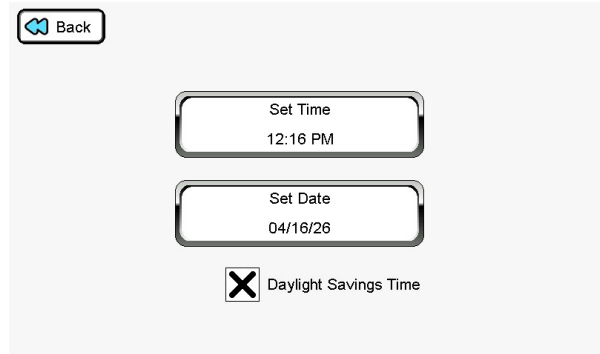 Back
Set Time
12:16 PM
Set Date
04/16/26
Daylight Savings Time